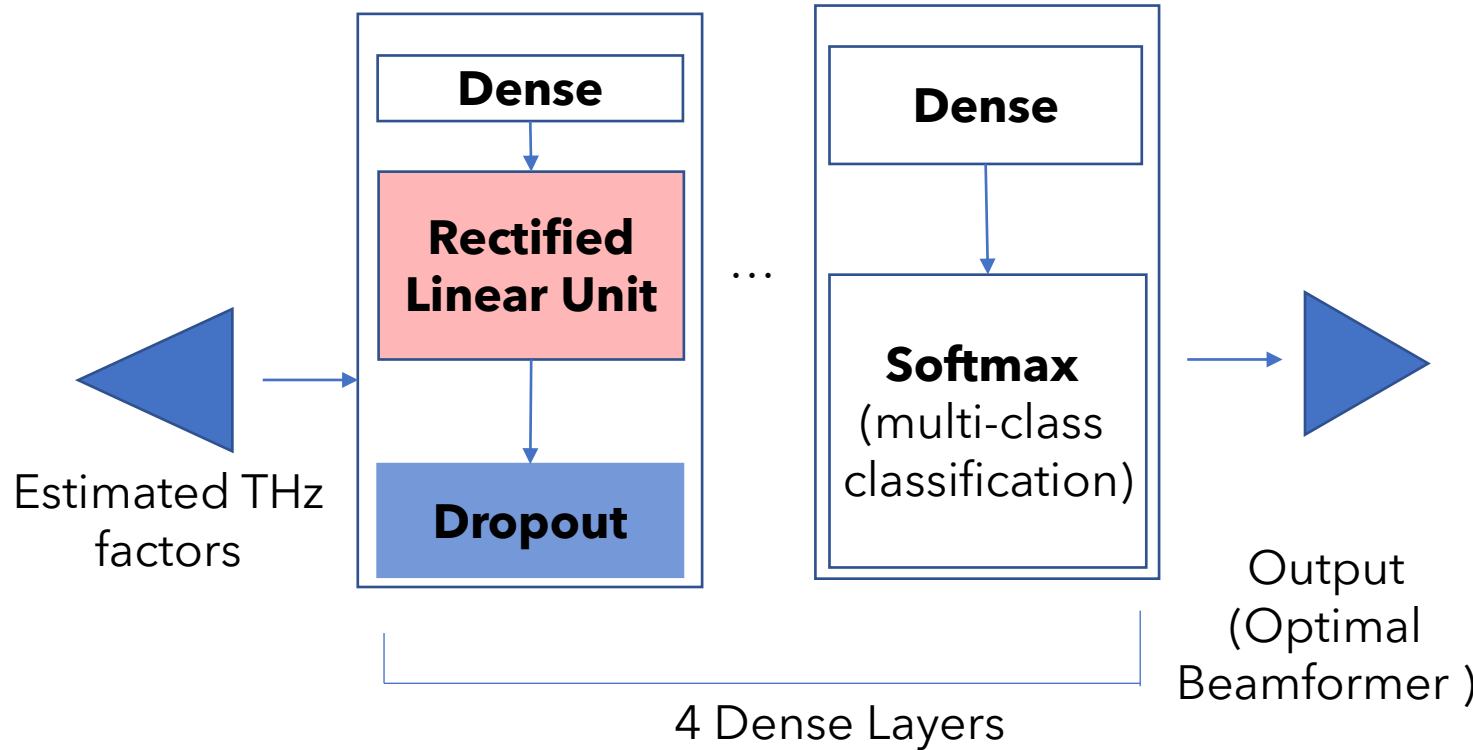 Estimated THz
factors
Dense
Rectified
Linear Unit
Dropout
...
Dense
Softmax
(multi-class
classification)
4 Dense Layers
Output
(Optimal
Beamformer )